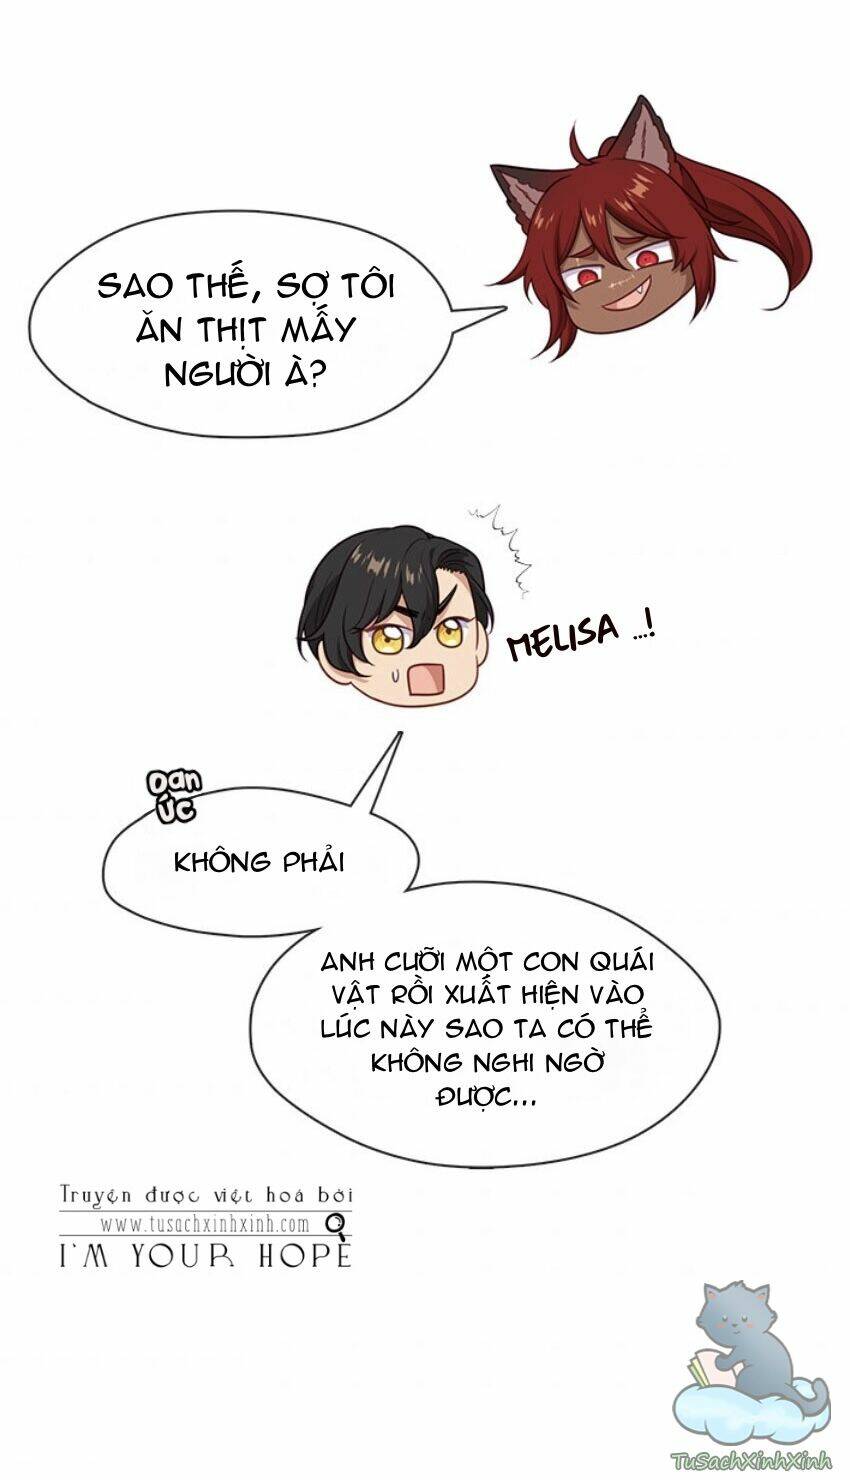 SAO THẾ, SỢ TÔI
ĂN THỊT MẤY
NGƯỜI À?
MELISA ...!
Oan
ức
KHÔNG PHẢI
ANH CƯỠI MỘT CON QUÁI
VẬT RỒI XUẤT HIỆN VÀO
LÚC NÀY SAO TA CÓ THỂ
KHÔNG NGHI NGỜ
ĐƯỢC...
Truyện được việt hoá bởi
www.tusachxinhxinh.com
I'M YOUR HOPE
TuSachXinhXinh